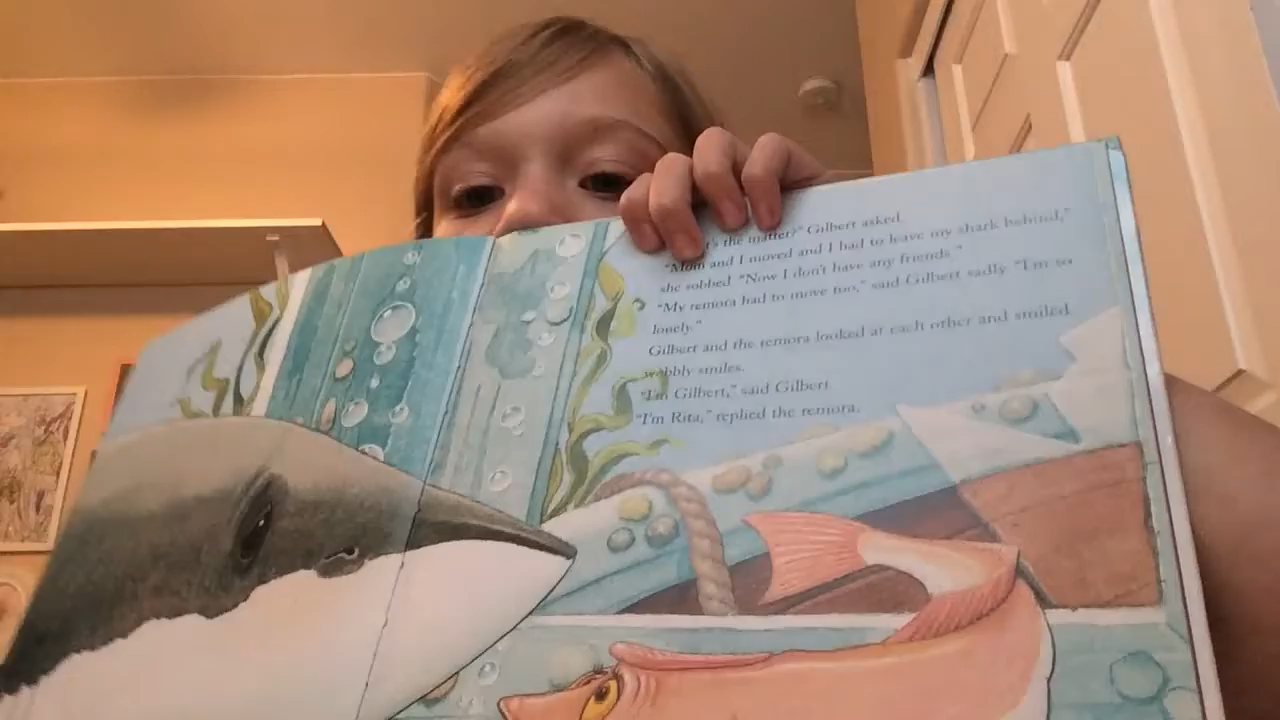 't's the matter?" Gilbert asked.
"Mom and I moved and I had to leave my shark behind,"
she sobbed. "Now I don't have any friends."
"My remora had to move too," said Gilbert sadly. "I'm so
lonely."
Gilbert and the remora looked at each other and smiled
wobbly smiles.
"I'm Gilbert," said Gilbert.
"I'm Rita," replied the remora.